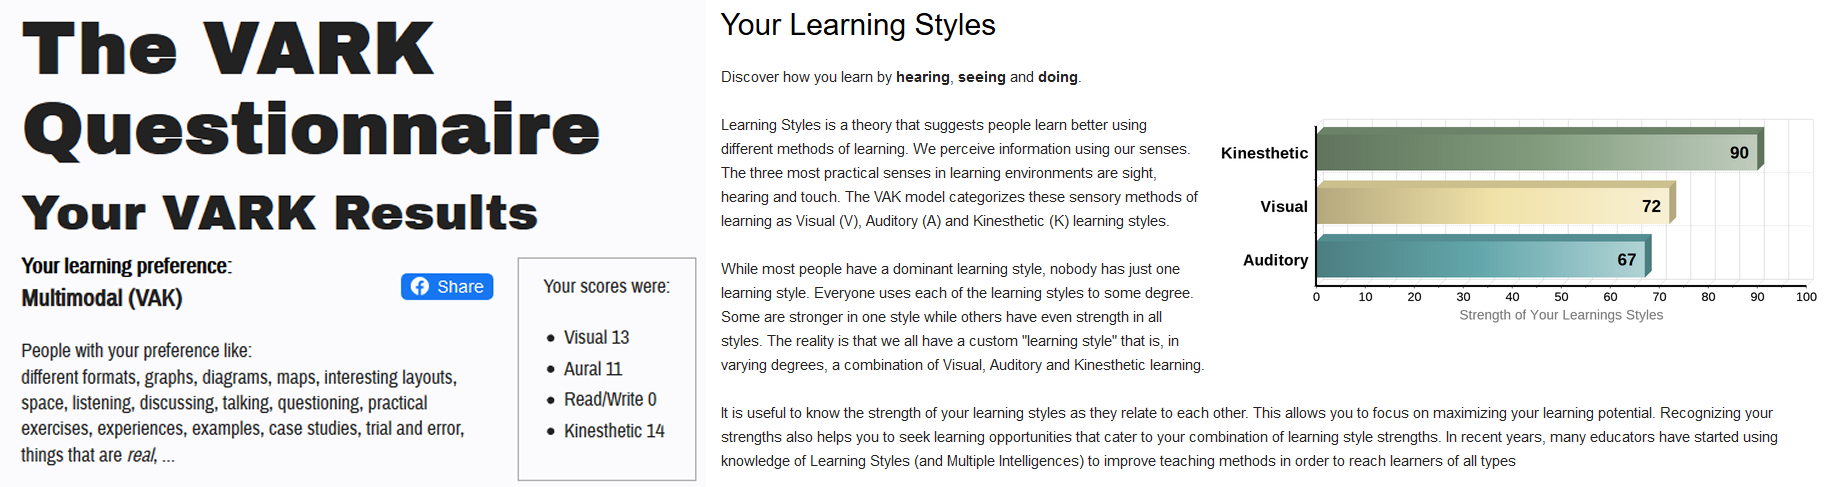 The VARK
Questionnaire
Your VARK Results
Your learning preference:
Multimodal (VAK)
Share
People with your preference like:
different formats, graphs, diagrams, maps, interesting layouts,
space, listening, discussing, talking, questioning, practical
exercises, experiences, examples, case studies, trial and error,
things that are real, ...
Your scores were:
• Visual 13
• Aural 11
• Read/Write 0
• Kinesthetic 14
Your Learning Styles
Discover how you learn by hearing, seeing and doing.
Learning Styles is a theory that suggests people learn better using
different methods of learning. We perceive information using our senses.
The three most practical senses in learning environments are sight,
hearing and touch. The VAK model categorizes these sensory methods of
learning as Visual (V), Auditory (A) and Kinesthetic (K) learning styles.
While most people have a dominant learning style, nobody has just one
learning style. Everyone uses each of the learning styles to some degree.
Some are stronger in one style while others have even strength in all
styles. The reality is that we all have a custom "learning style" that is, in
varying degrees, a combination of Visual, Auditory and Kinesthetic learning.
Kinesthetic 90
Visual 72
Auditory 67
0 10 20 30 40 50 60 70 80 90 100
Strength of Your Learnings Styles
It is useful to know the strength of your learning styles as they relate to each other. This allows you to focus on maximizing your learning potential. Recognizing your
strengths also helps you to seek learning opportunities that cater to your combination of learning style strengths. In recent years, many educators have started using
knowledge of Learning Styles (and Multiple Intelligences) to improve teaching methods in order to reach learners of all types